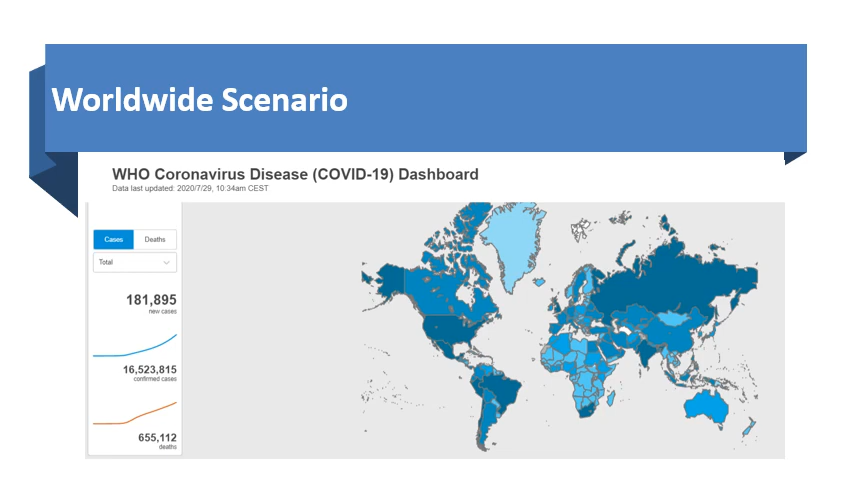 Worldwide Scenario
WHO Coronavirus Disease (COVID-19) Dashboard
Data last updated: 2020/7/29, 10:34am CEST
Cases Deaths
Total
181,895
new cases
16,523,815
confirmed cases
655,112
deaths